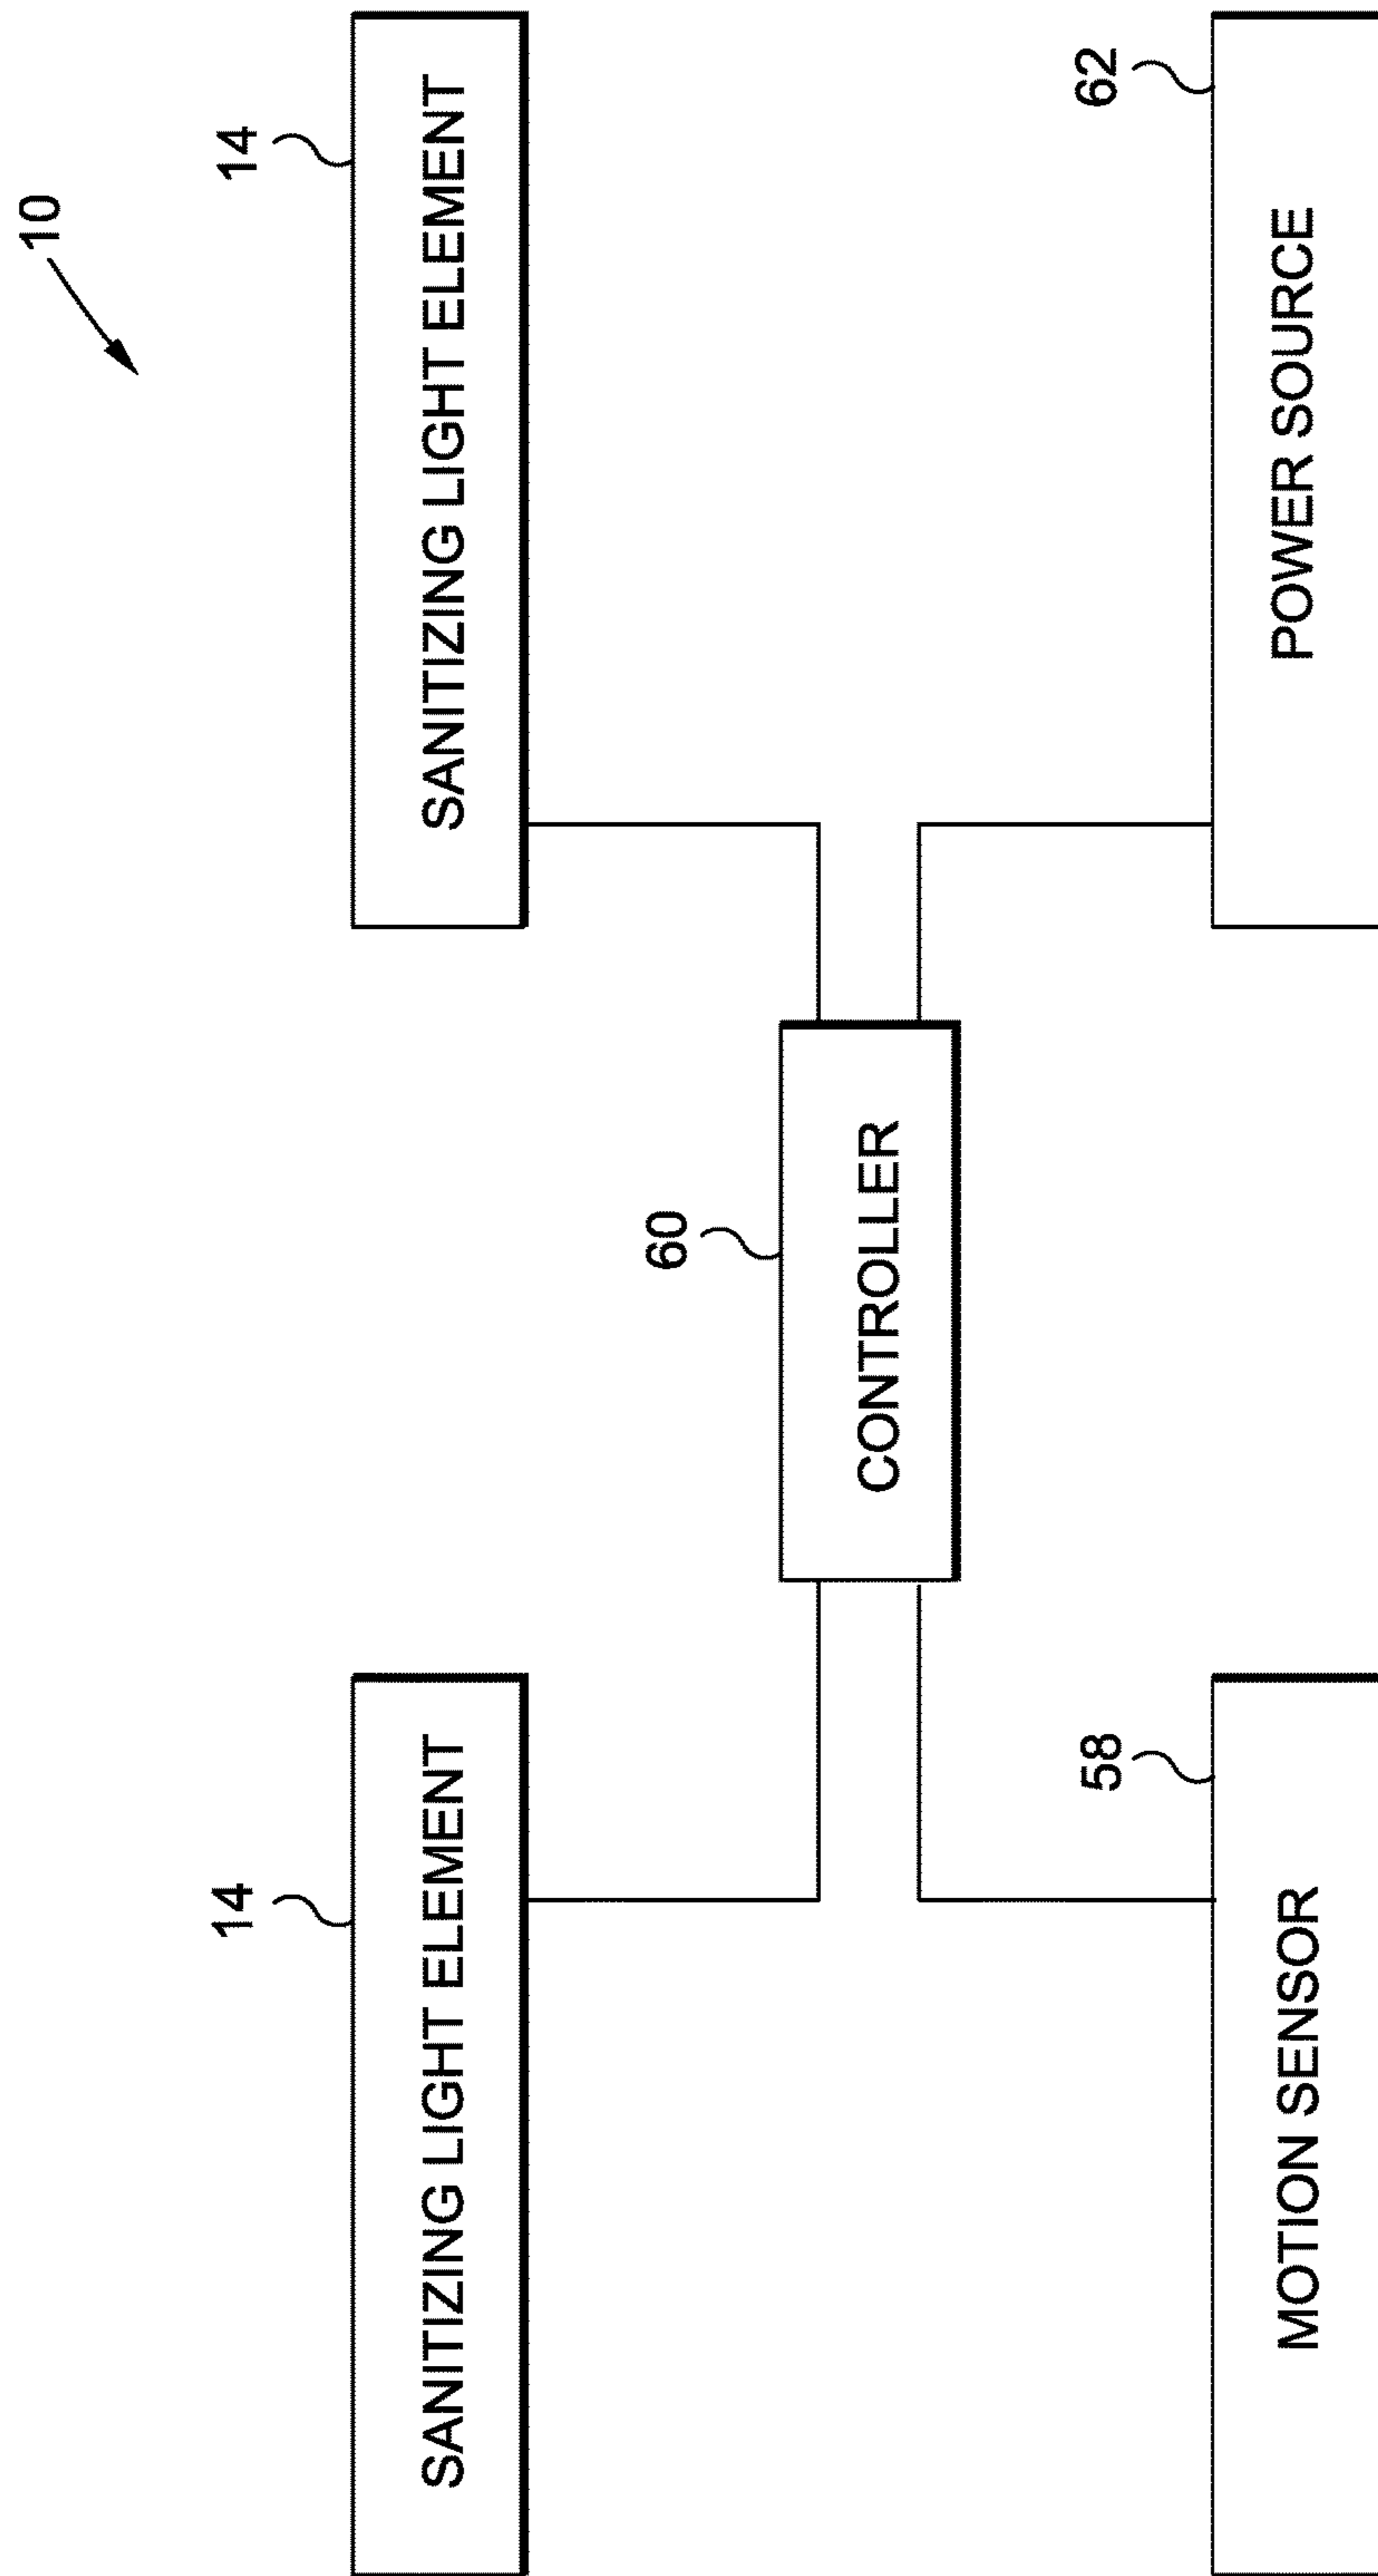 10
14
14
SANITIZING LIGHT ELEMENT
SANITIZING LIGHT ELEMENT
60
CONTROLLER
58
62
MOTION SENSOR
POWER SOURCE